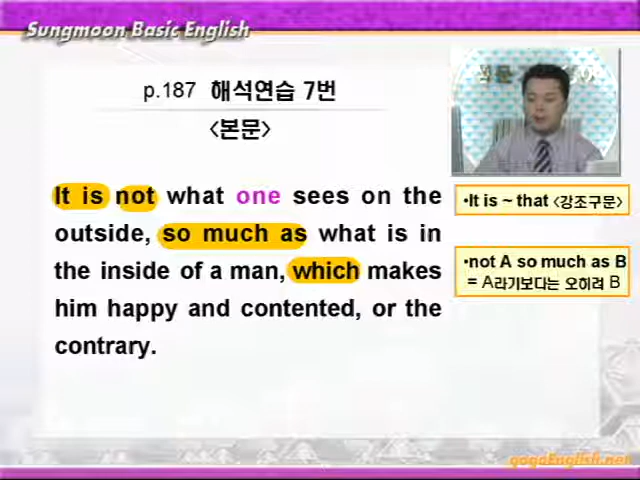 Sungmoon Basic English
p.187 해석연습 7번
<본문>
It is not what one sees on the
outside, so much as what is in
the inside of a man, which makes
him happy and contented, or the
contrary.
•It is ~ that <강조구문>
•not A so much as B
= A라기보다는 오히려 B
gogoEnglish.net